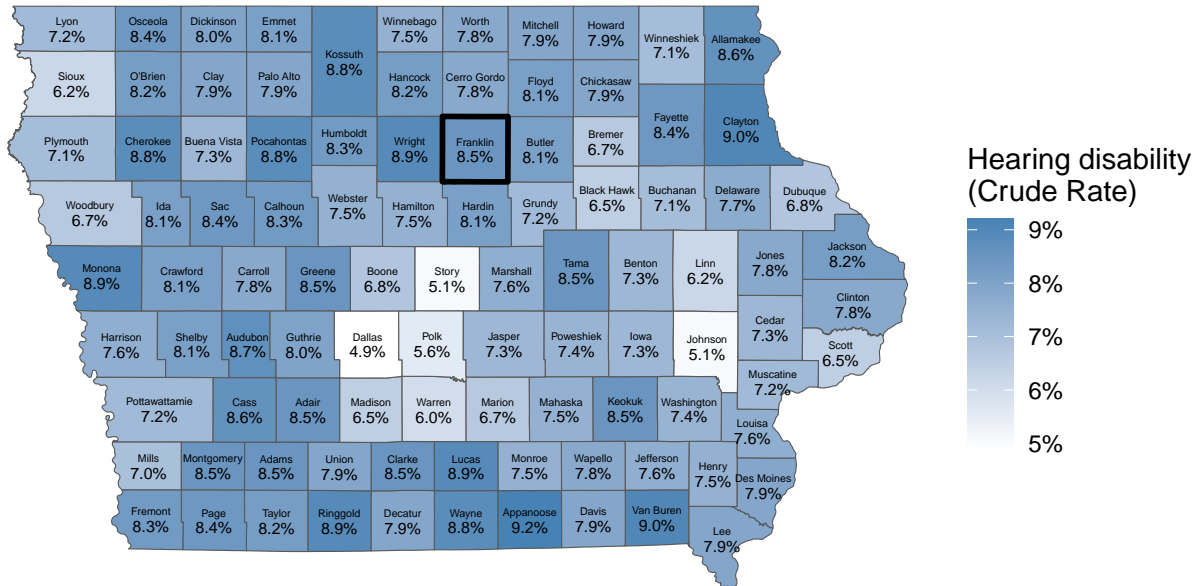 Lyon
7.2%
Osceola
8.4%
Dickinson
8.0%
Emmet
8.1%
Kossuth
8.8%
Winnebago
7.5%
Worth
7.8%
Mitchell
7.9%
Howard
7.9%
Winneshiek
7.1%
Allamakee
8.6%
Sioux
6.2%
O'Brien
8.2%
Clay
7.9%
Palo Alto
7.9%
Hancock
8.2%
Cerro Gordo
7.8%
Floyd
8.1%
Chickasaw
7.9%
Fayette
8.4%
Clayton
9.0%
Plymouth
7.1%
Cherokee
8.8%
Buena Vista
7.3%
Pocahontas
8.8%
Humboldt
8.3%
Wright
8.9%
Franklin
8.5%
Butler
8.1%
Bremer
6.7%
Woodbury
6.7%
Ida
8.1%
Sac
8.4%
Calhoun
8.3%
Webster
7.5%
Hamilton
7.5%
Hardin
8.1%
Grundy
7.2%
Black Hawk
6.5%
Buchanan
7.1%
Delaware
7.7%
Dubuque
6.8%
Monona
8.9%
Crawford
8.1%
Carroll
7.8%
Greene
8.5%
Boone
6.8%
Story
5.1%
Marshall
7.6%
Tama
8.5%
Benton
7.3%
Linn
6.2%
Jones
7.8%
Jackson
8.2%
Clinton
7.8%
Harrison
7.6%
Shelby
8.1%
Audubon
8.7%
Guthrie
8.0%
Dallas
4.9%
Polk
5.6%
Jasper
7.3%
Poweshiek
7.4%
Iowa
7.3%
Johnson
5.1%
Cedar
7.3%
Scott
6.5%
Muscatine
7.2%
Pottawattamie
7.2%
Cass
8.6%
Adair
8.5%
Madison
6.5%
Warren
6.0%
Marion
6.7%
Mahaska
7.5%
Keokuk
8.5%
Washington
7.4%
Louisa
7.6%
Mills
7.0%
Montgomery
8.5%
Adams
8.5%
Union
7.9%
Clarke
8.5%
Lucas
8.9%
Monroe
7.5%
Wapello
7.8%
Jefferson
7.6%
Henry
7.5%
Des Moines
7.9%
Fremont
8.3%
Page
8.4%
Taylor
8.2%
Ringgold
8.9%
Decatur
7.9%
Wayne
8.8%
Appanoose
9.2%
Davis
7.9%
Van Buren
9.0%
Lee
7.9%
Hearing disability
(Crude Rate)
9%
8%
7%
6%
5%